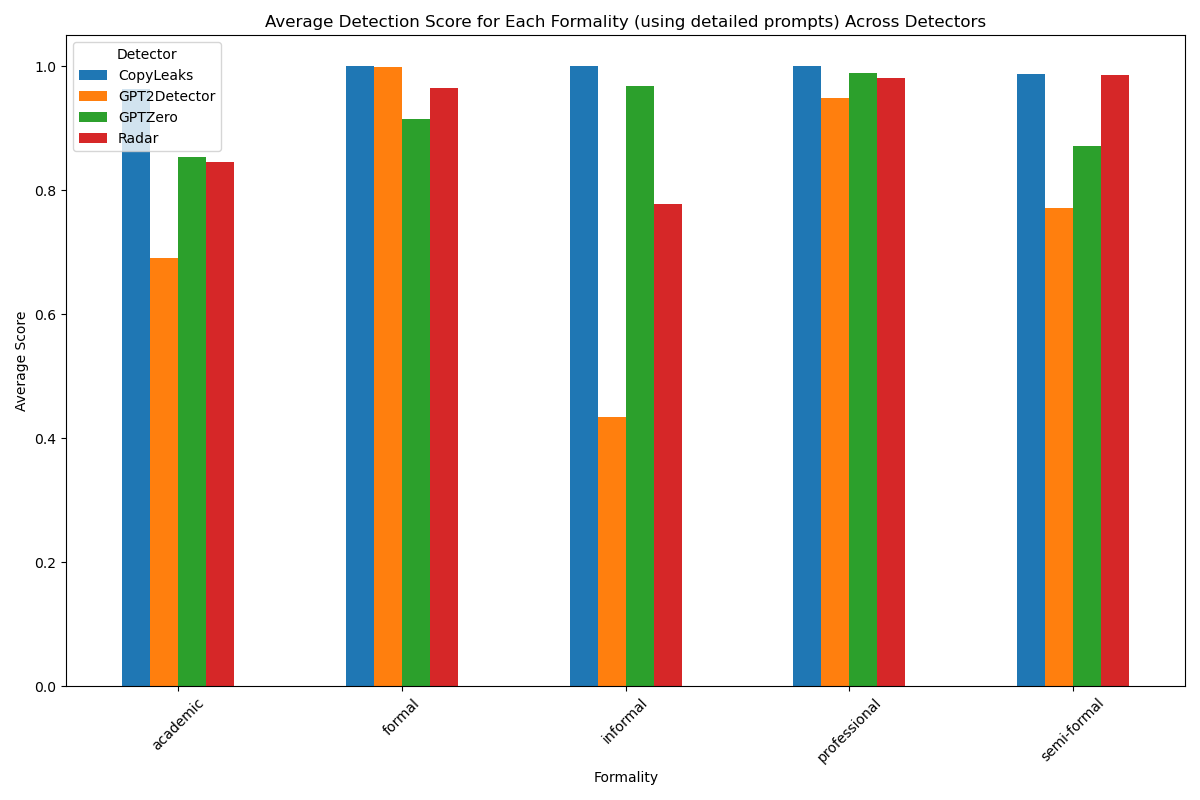 Average Detection Score for Each Formality (using detailed prompts) Across Detectors
Detector
CopyLeaks
GPT2Detector
GPTZero
Radar
Average Score
1.0
0.8
0.6
0.4
0.2
0.0
academic
formal
informal
professional
semi-formal
Formality